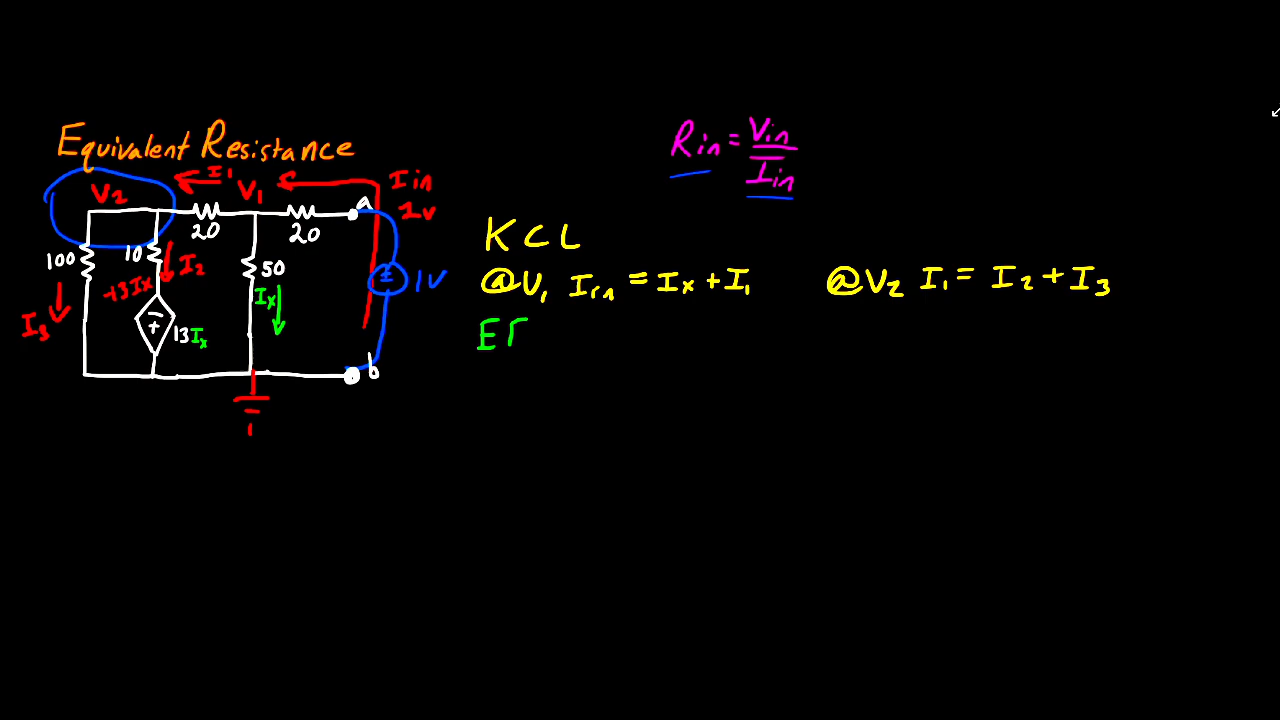 Equivalent Resistance
Rin = Vin / Iin
V2 I1 V1 Iin
1v
a
20 20
100 10 I2 50
-13Ix Ix 1V
I3 13Ix
b
KCL
@V1 Iin = Ix + I1 @V2 I1 = I2 + I3